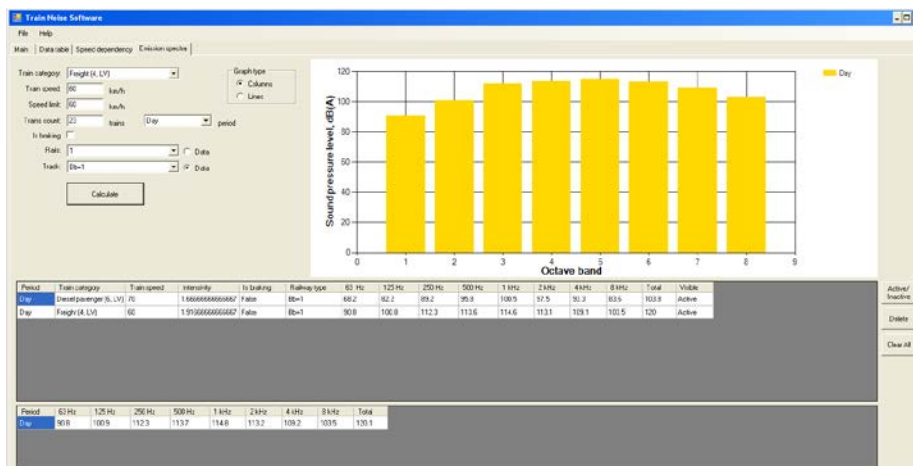 Train Noise Software
File Help
Main Data table Speed dependency Emission spectra
Train category: Freight (4, LV)
Train speed: 60 km/h
Speed limit: 60 km/h
Trains count: 23 trains Day period
Is braking
Rails: 1 Data
Track: Bb=1 Data
Calculate
Graph type
Columns
Lines
Sound pressure level, dB(A)
120
100
80
60
40
20
0
0 1 2 3 4 5 6 7 8 9
Octave band
Day
Period Train category Train speed Intensivity Is braking Railway type 63 Hz 125 Hz 250 Hz 500 Hz 1 kHz 2 kHz 4 kHz 8 kHz Total Visible
Day Diesel passenger (6, LV) 70 1.66666666666667 False Bb=1 68.2 82.2 89.2 95.8 100.5 97.5 93.3 83.6 103.8 Active
Day Freight (4, LV) 60 1.91666666666667 False Bb=1 90.8 100.8 112.3 113.6 114.6 113.1 109.1 103.5 120 Active
Active/
Inactive
Delete
Clear All
Period 63 Hz 125 Hz 250 Hz 500 Hz 1 kHz 2 kHz 4 kHz 8 kHz Total
Day 90.8 100.9 112.3 113.7 114.8 113.2 109.2 103.5 120.1